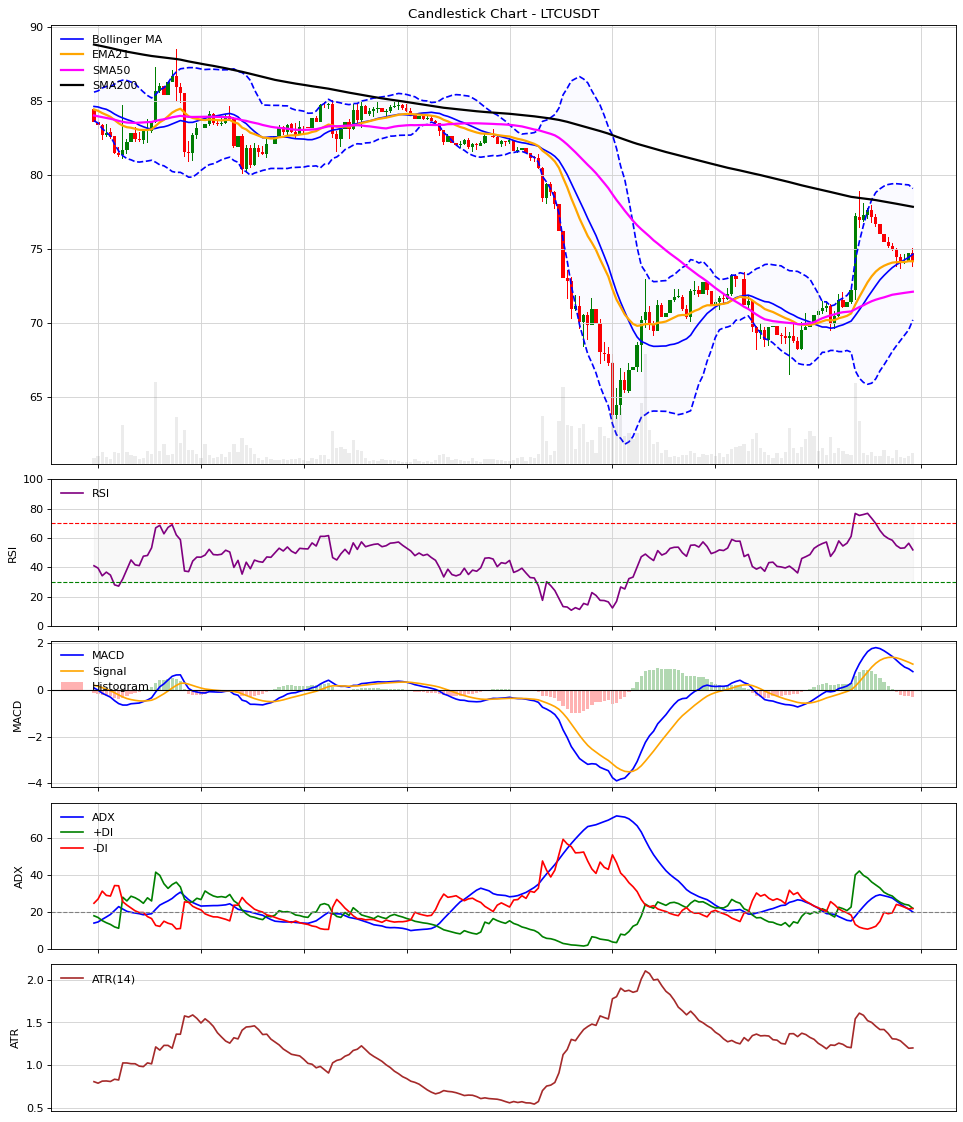 Candlestick Chart - LTCUSDT
90
85
80
75
70
65
Bollinger MA
EMA21
SMA50
SMA200
100
80
60
40
20
0
RSI
RSI
2
0
−2
−4
MACD
MACD
Signal
Histogram
60
40
20
0
ADX
ADX
+DI
-DI
2.0
1.5
1.0
0.5
ATR
ATR(14)